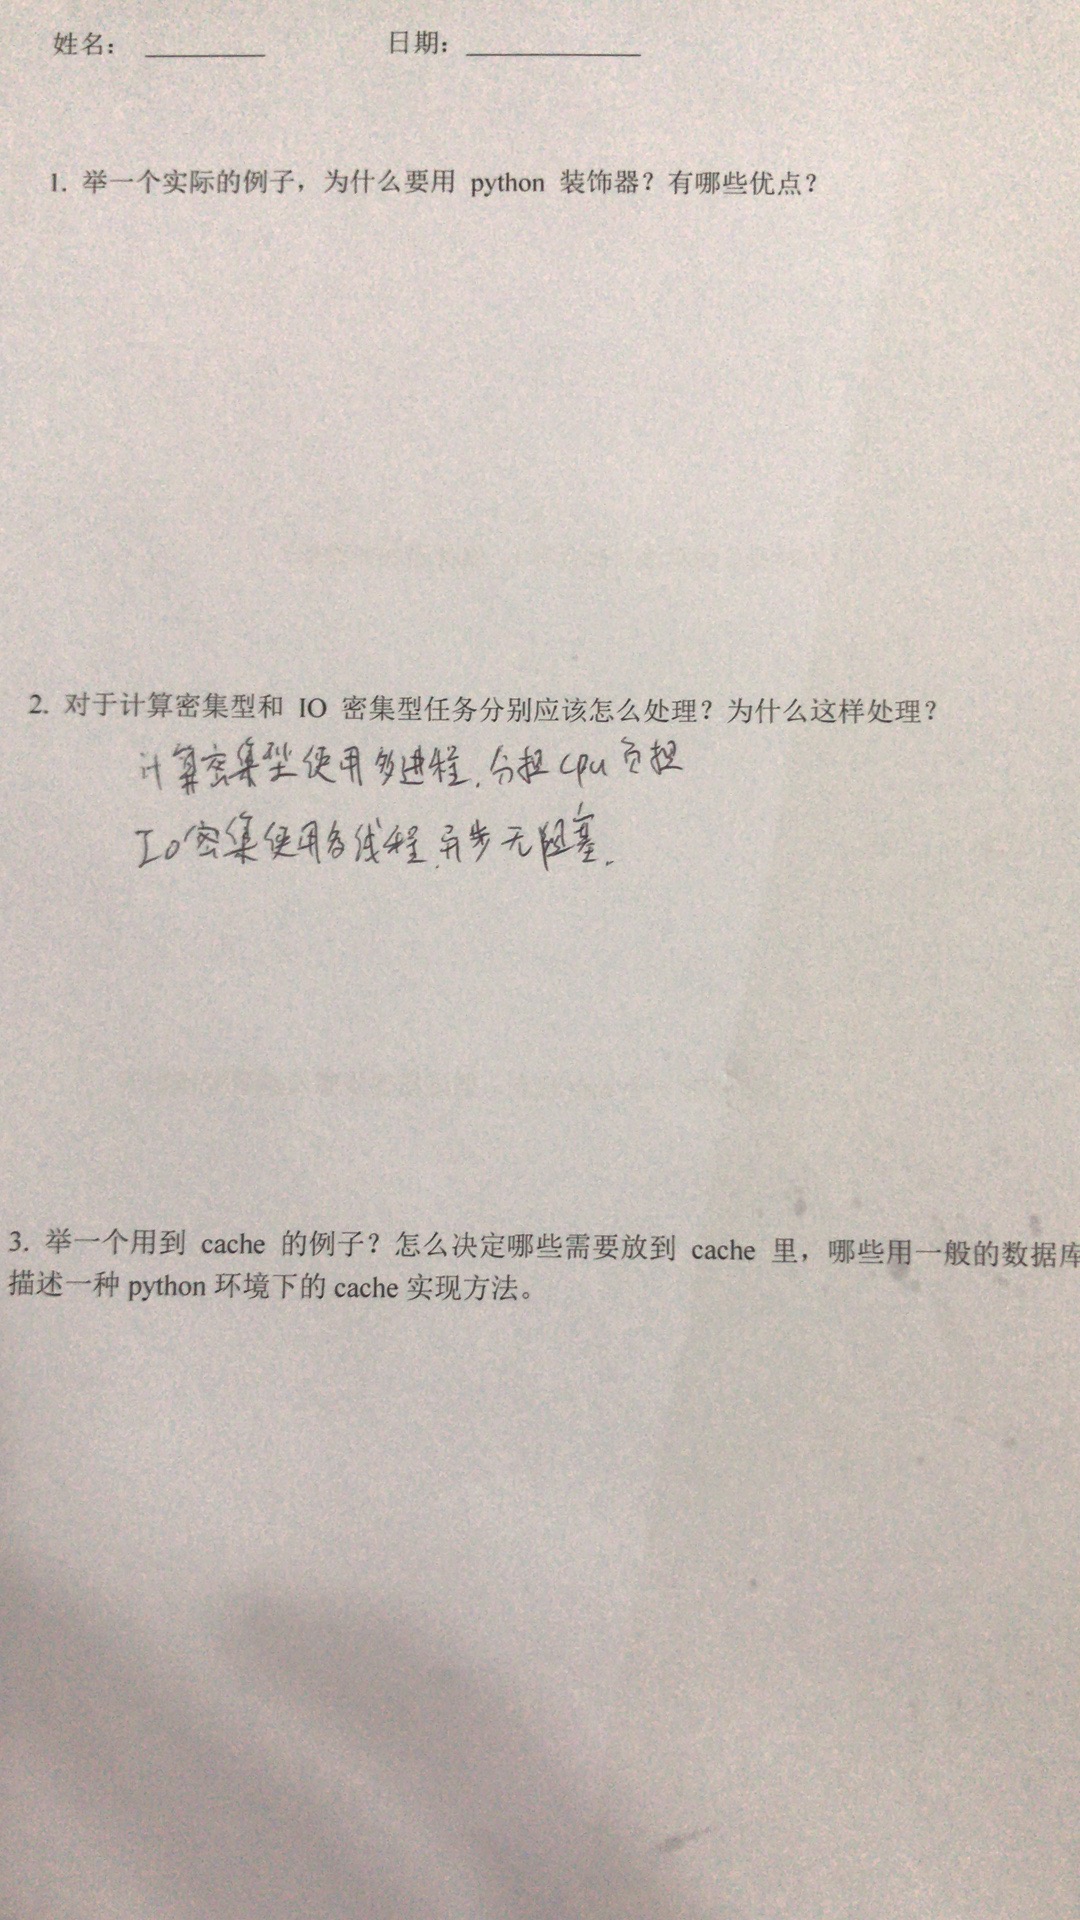 姓名： ________ 日期： ____________
1. 举一个实际的例子，为什么要用 python 装饰器？有哪些优点？
2. 对于计算密集型和 IO 密集型任务分别应该怎么处理？为什么这样处理？
计算密集型使用多进程,分担cpu负担
IO密集使用多线程,异步无阻塞.
3. 举一个用到 cache 的例子？怎么决定哪些需要放到 cache 里，哪些用一般的数据库
描述一种 python 环境下的 cache 实现方法。